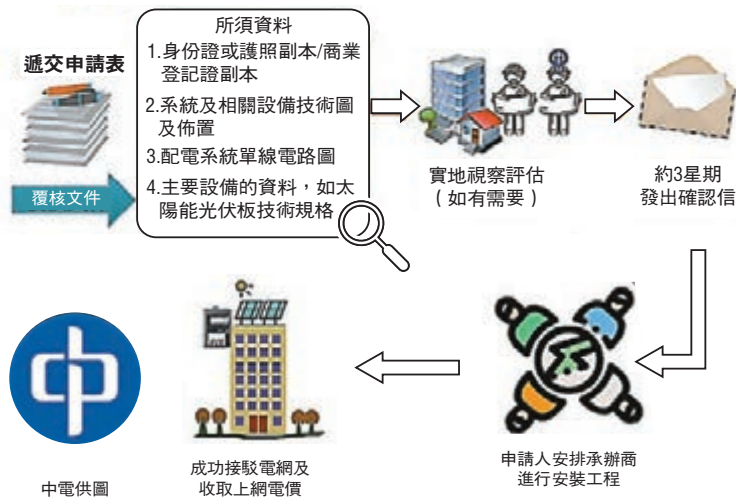 遞交申請表
覆核文件
所須資料
1.身份證或護照副本/商業
登記證副本
2.系統及相關設備技術圖
及佈置
3.配電系統單線電路圖
4.主要設備的資料，如太
陽能光伏板技術規格
實地視察評估
（如有需要）
約3星期
發出確認信
申請人安排承辦商
進行安裝工程
成功接駁電網及
收取上網電價
中電供圖